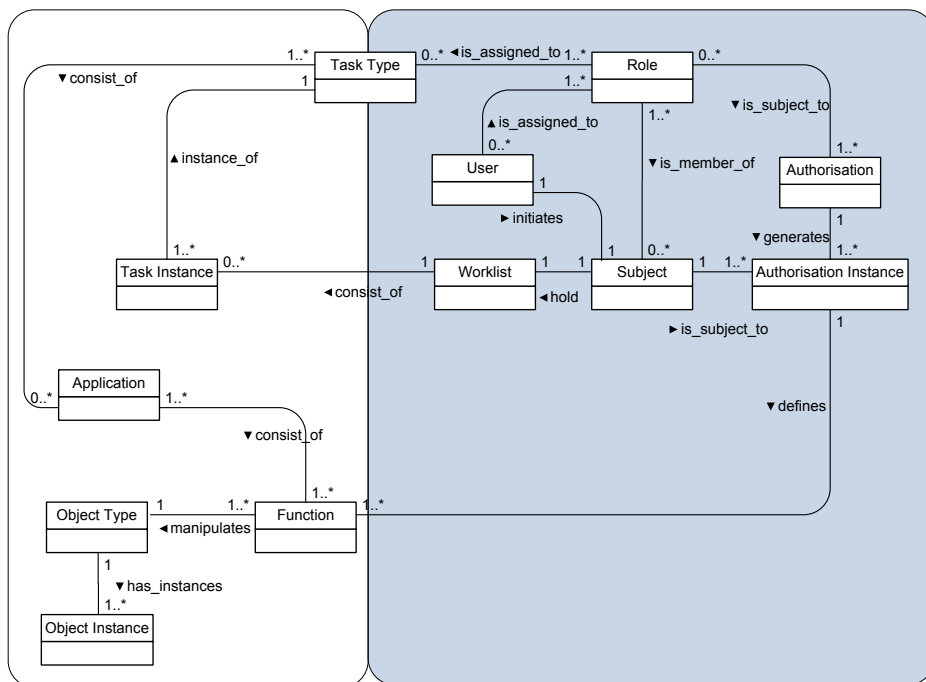 1..*
Task Type
0..*
◄is_assigned_to
1..*
Role
0..*
▼consist_of
1
1..*
1..*
▼is_subject_to
▲is_assigned_to
▲instance_of
0..*
User
1
▼is_member_of
1..*
Authorisation
►initiates
1
▼generates
1..*
0..*
1
1..*
Task Instance
0..*
1
Worklist
1
1
Subject
1
1..*
Authorisation Instance
◄consist_of
◄hold
►is_subject_to
1
Application
0..*
1..*
▼defines
▼consist_of
1..*
Object Type
1
1..*
Function
1..*
◄manipulates
1
▼has_instances
1..*
Object Instance